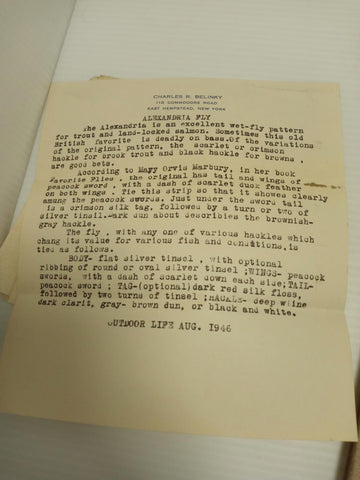 CHARLES R. BELINKY
115 COMMODORE ROAD
EAST HEMPSTEAD, NEW YORK
ALEXANDRIA FLY
The Alexandria is an excellent wet-fly pattern
for trout and land-locked salmon. Sometimes this old
British favorite is deadly on bass.Of the variations
of the original pattern, the scarlet or crimson
hackle for brook trout and black hackle for browns ,
are good bets.
According to Mary Orvis Marbury, in her book
Favorite Flies , the original has tail and wings of
peacock sword , with a dash of scarlet duck feather
on both wings . Tie this strip so that it shows clearly
among the peacock swords. Just under the sword tail
is a crimson silk tag, followed by a turn or two of
silver tinsil. Dark dun about describies the brownish-
gray hackle.
The fly , with any one of various hackles which
chang its value for various fish and conditions,is
tied as follows.
BODY- flat silver tinsel , with optional
ribbing of round or oval silver tinsel ;WINGS- peacock
swords, with a dash of scarlet down each side;TAIL-
peacock sword ; TAG-(optional)dark red silk floss,
followed by two turns of tinsel ;HACKLE- deep wiine
dark clarit, gray- brown dun, or black and white.
OUTDOOR LIFE AUG. 1946